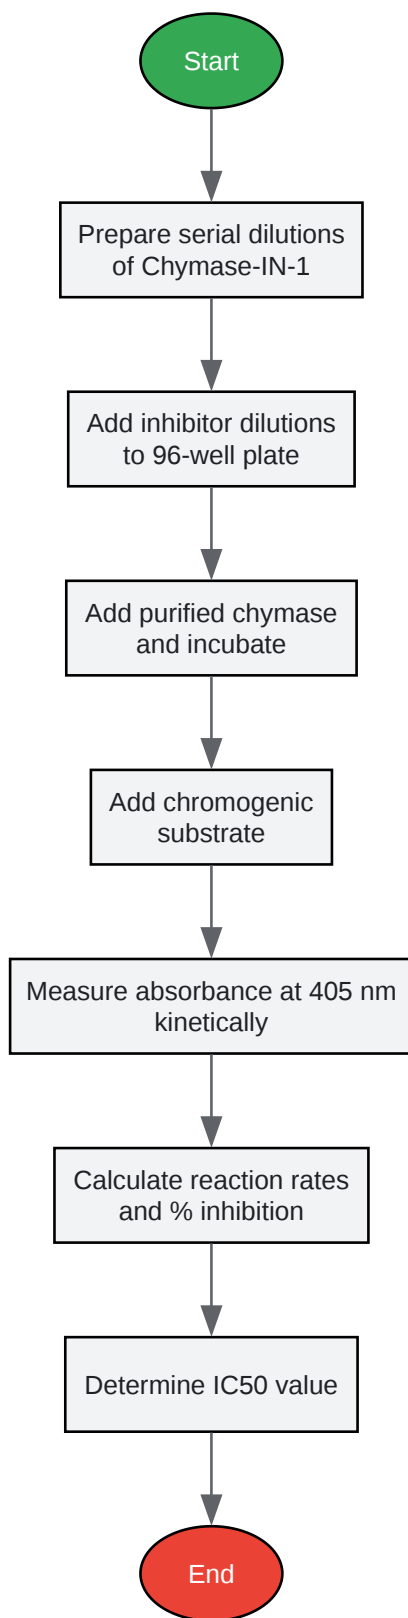 Start
Prepare serial dilutions
of Chymase-IN-1
Add inhibitor dilutions
to 96-well plate
Add purified chymase
and incubate
Add chromogenic
substrate
Measure absorbance at 405 nm
kinetically
Calculate reaction rates
and % inhibition
Determine IC50 value
End